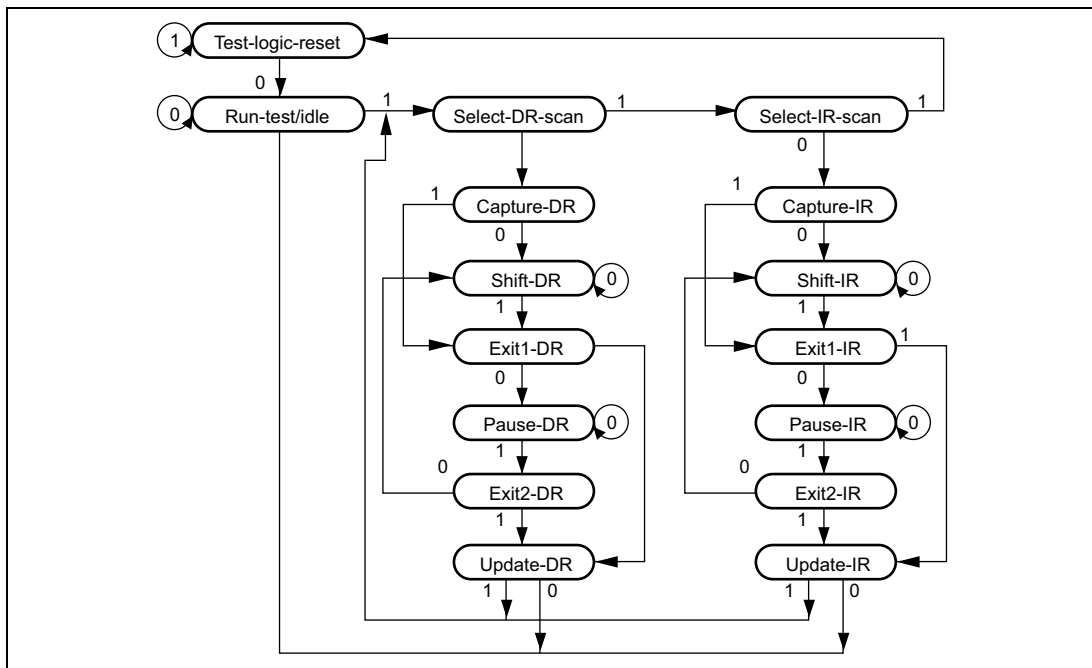 1
Test-logic-reset
0
0
Run-test/idle
1
Select-DR-scan
1
Select-IR-scan
1
0
1
Capture-DR
0
1
Capture-IR
0
Shift-DR
0
1
Shift-IR
0
1
Exit1-DR
0
Exit1-IR
1
0
Pause-DR
0
1
Pause-IR
0
1
0
Exit2-DR
1
0
Exit2-IR
1
Update-DR
1
0
Update-IR
1
0